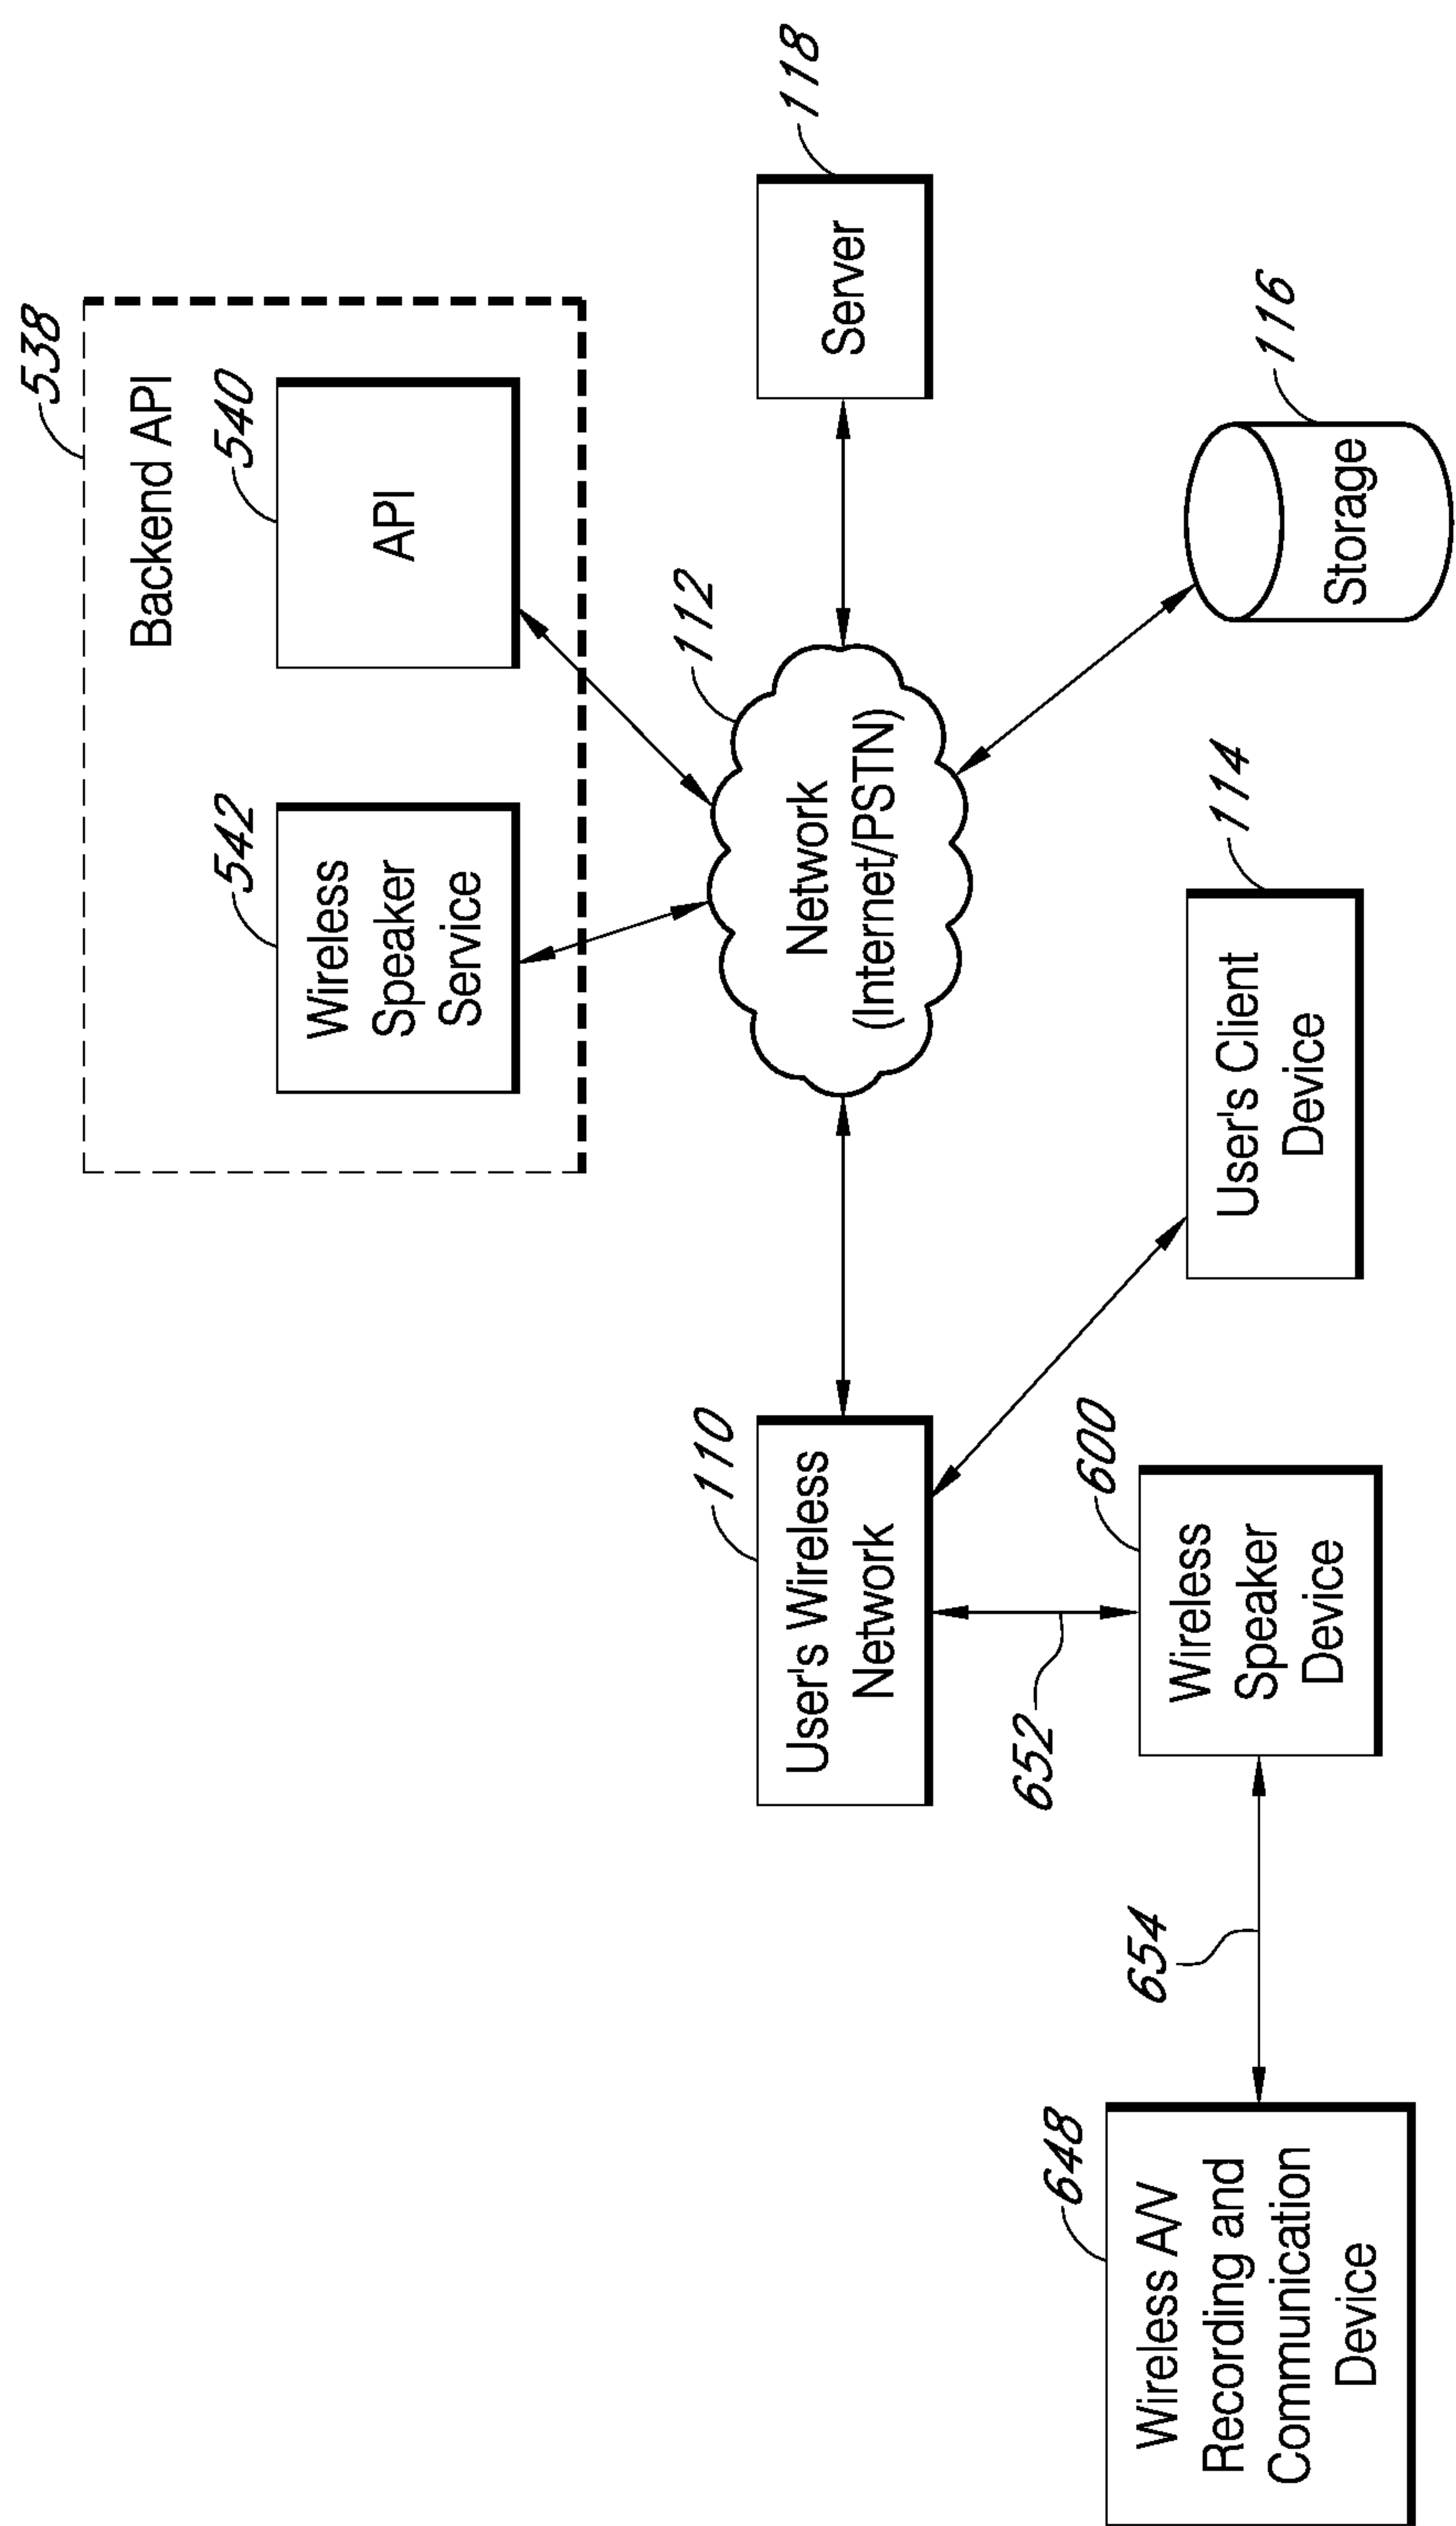 538
Backend API
542
540
Wireless
Speaker
Service
API
110
112
118
User's Wireless
Network
Network
(Internet/PSTN)
Server
652
648
654
600
114
116
Wireless A/V
Recording and
Communication
Device
Wireless
Speaker
Device
User's Client
Device
Storage